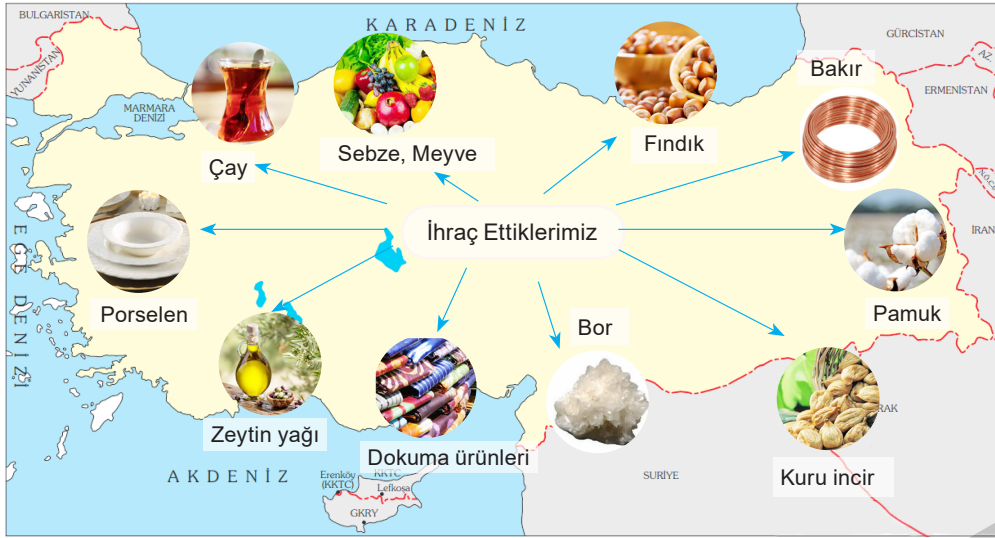 BULGARİSTAN
KARADENİZ
GÜRCİSTAN
YUNANİSTAN
AZ.
Bakır
ERMENİSTAN
MARMARA
DENİZİ
Çay
Sebze, Meyve
Fındık
İhraç Ettiklerimiz
İRAN
EGE DENİZİ
Porselen
Pamuk
Bor
Zeytin yağı
Dokuma ürünleri
Kuru incir
AKDENİZ
Erenköy
(KKTC)
KKTC
Lefkoşa
GKRY
SURİYE